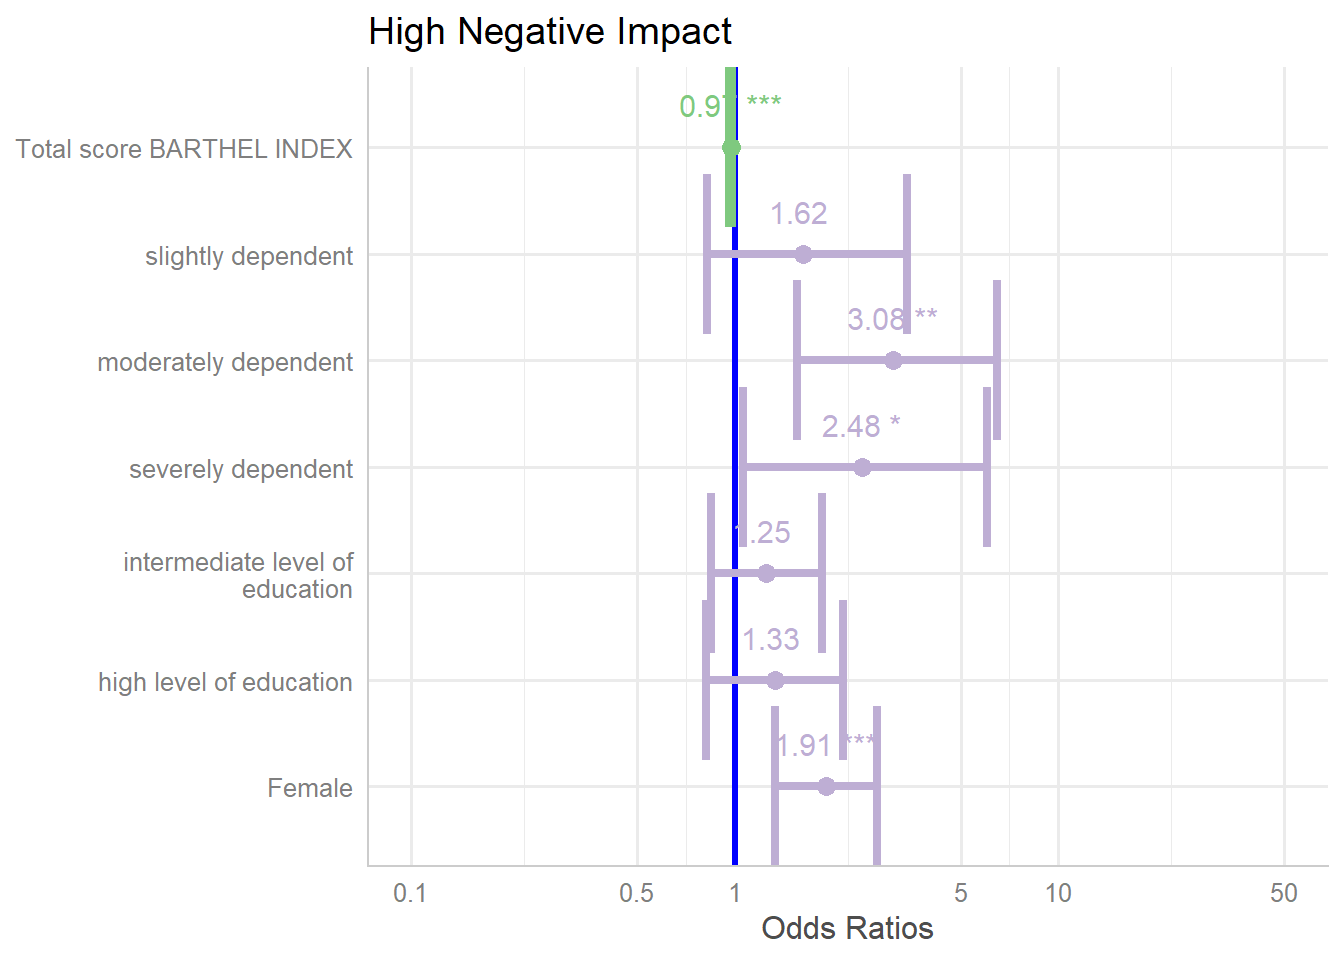 High Negative Impact
0.97 ***
Total score BARTHEL INDEX
1.62
slightly dependent
3.08 **
moderately dependent
2.48 *
severely dependent
1.25
intermediate level of
education
1.33
high level of education
1.91 ***
Female
0.1 0.5 1 5 10 50
Odds Ratios